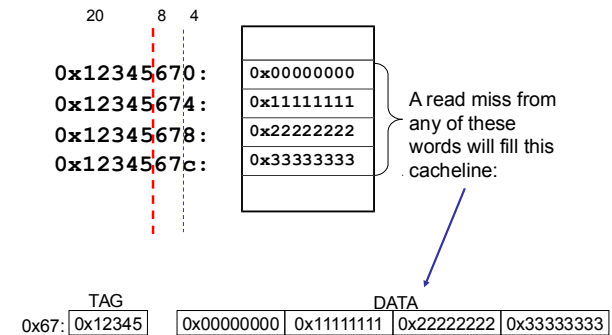 20 8 4
0x12345670: 0x00000000
0x12345674: 0x11111111
0x12345678: 0x22222222
0x1234567c: 0x33333333
A read miss from
any of these
words will fill this
cacheline:
TAG DATA
0x67: 0x12345 0x00000000 0x11111111 0x22222222 0x33333333